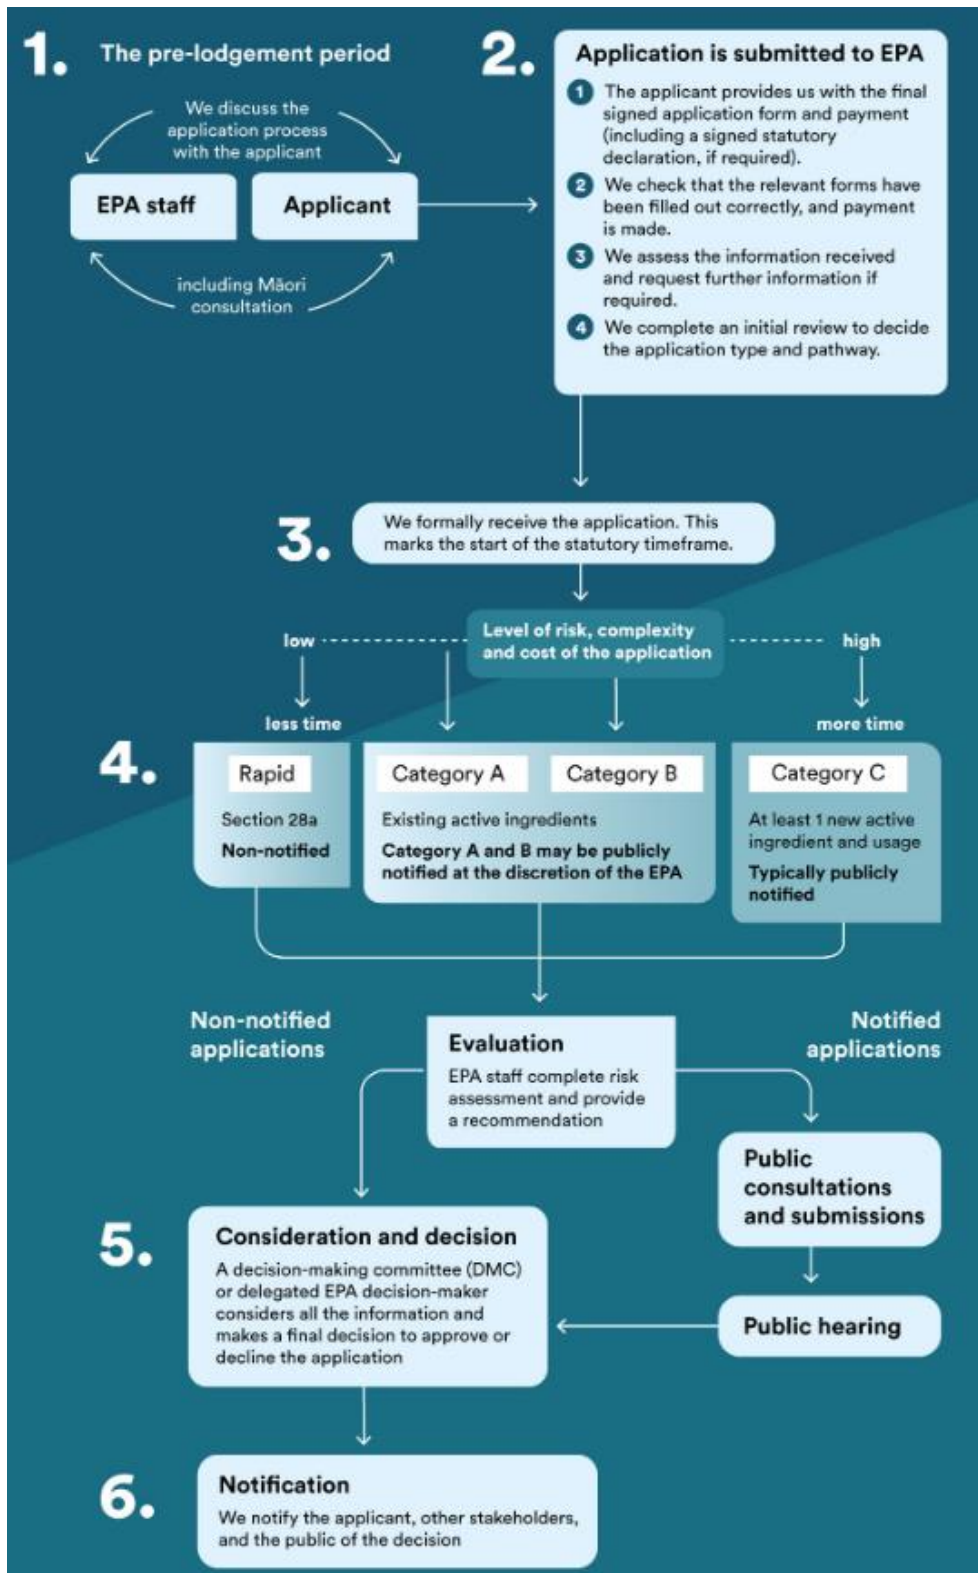 1.
The pre-lodgement period
We discuss the
application process
with the applicant
EPA staff
Applicant
including Māori
consultation
2.
Application is submitted to EPA
1 The applicant provides us with the final
signed application form and payment
(including a signed statutory
declaration, if required).
2 We check that the relevant forms have
been filled out correctly, and payment
is made.
3 We assess the information received
and request further information if
required.
4 We complete an initial review to decide
the application type and pathway.
3.
We formally receive the application. This
marks the start of the statutory timeframe.
Level of risk, complexity
and cost of the application
low
high
less time
more time
4.
Rapid
Section 28a
Non-notified
Category A
Category B
Existing active ingredients
Category A and B may be publicly
notified at the discretion of the EPA
Category C
At least 1 new active
ingredient and usage
Typically publicly
notified
Non-notified
applications
Notified
applications
Evaluation
EPA staff complete risk
assessment and provide
a recommendation
Public
consultations
and submissions
Public hearing
5.
Consideration and decision
A decision-making committee (DMC)
or delegated EPA decision-maker
considers all the information and
makes a final decision to approve or
decline the application
6.
Notification
We notify the applicant, other stakeholders,
and the public of the decision